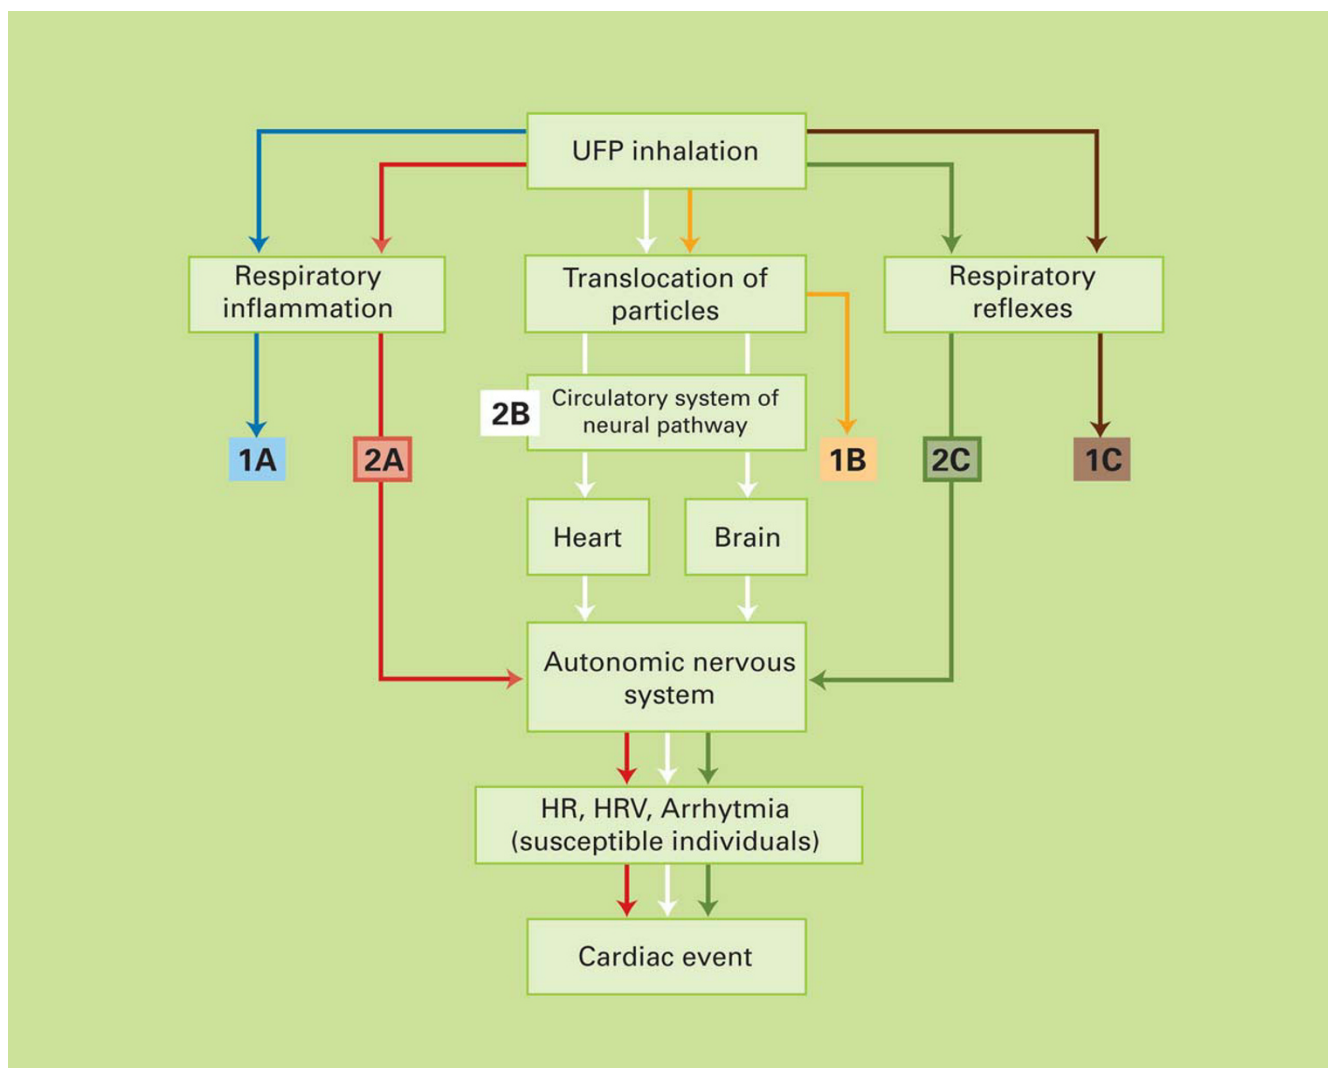 UFP inhalation
Respiratory
inflammation
Translocation of
particles
Respiratory
reflexes
2B
Circulatory system of
neural pathway
1A
2A
1B
2C
1C
Heart
Brain
Autonomic nervous
system
HR, HRV, Arrhytmia
(susceptible individuals)
Cardiac event